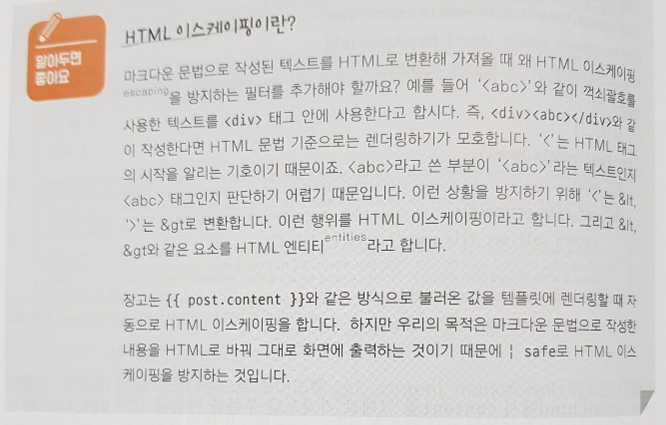 알아두면
좋아요
HTML 이스케이핑이란?
마크다운 문법으로 작성된 텍스트를 HTML로 변환해 가져올 때 왜 HTML 이스케이핑
escaping을 방지하는 필터를 추가해야 할까요? 예를 들어 '<abc>'와 같이 꺽쇠괄호를
사용한 텍스트를 <div> 태그 안에 사용한다고 합시다. 즉, <div><abc></div>와 같
이 작성한다면 HTML 문법 기준으로는 렌더링하기가 모호합니다. '<'는 HTML 태그
의 시작을 알리는 기호이기 때문이죠. <abc>라고 쓴 부분이 '<abc>'라는 텍스트인지
<abc> 태그인지 판단하기 어렵기 때문입니다. 이런 상황을 방지하기 위해 '<'는 &lt,
'>'는 &gt로 변환합니다. 이런 행위를 HTML 이스케이핑이라고 합니다. 그리고 &lt,
&gt와 같은 요소를 HTML 엔티티entities라고 합니다.
장고는 {{ post.content }}와 같은 방식으로 불러온 값을 템플릿에 렌더링할 때 자
동으로 HTML 이스케이핑을 합니다. 하지만 우리의 목적은 마크다운 문법으로 작성한
내용을 HTML로 바꿔 그대로 화면에 출력하는 것이기 때문에 ¦ safe로 HTML 이스
케이핑을 방지하는 것입니다.